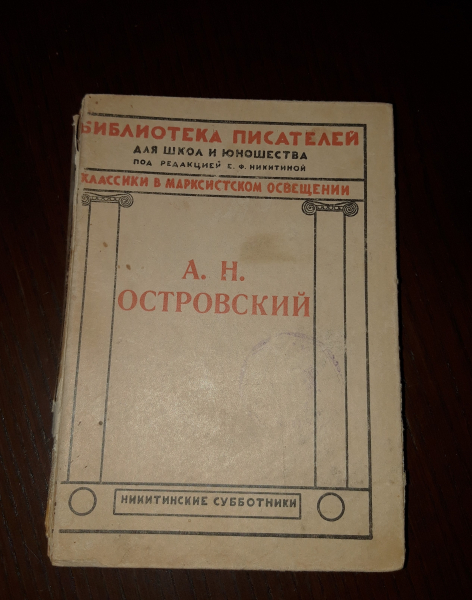 БИБЛИОТЕКА ПИСАТЕЛЕЙ
ДЛЯ ШКОЛ И ЮНОШЕСТВА
ПОД РЕДАКЦИЕЙ Е. Ф. НИКИТИНОЙ
КЛАССИКИ В МАРКСИСТСКОМ ОСВЕЩЕНИИ
А. Н.
ОСТРОВСКИЙ
НИКИТИНСКИЕ СУББОТНИКИ